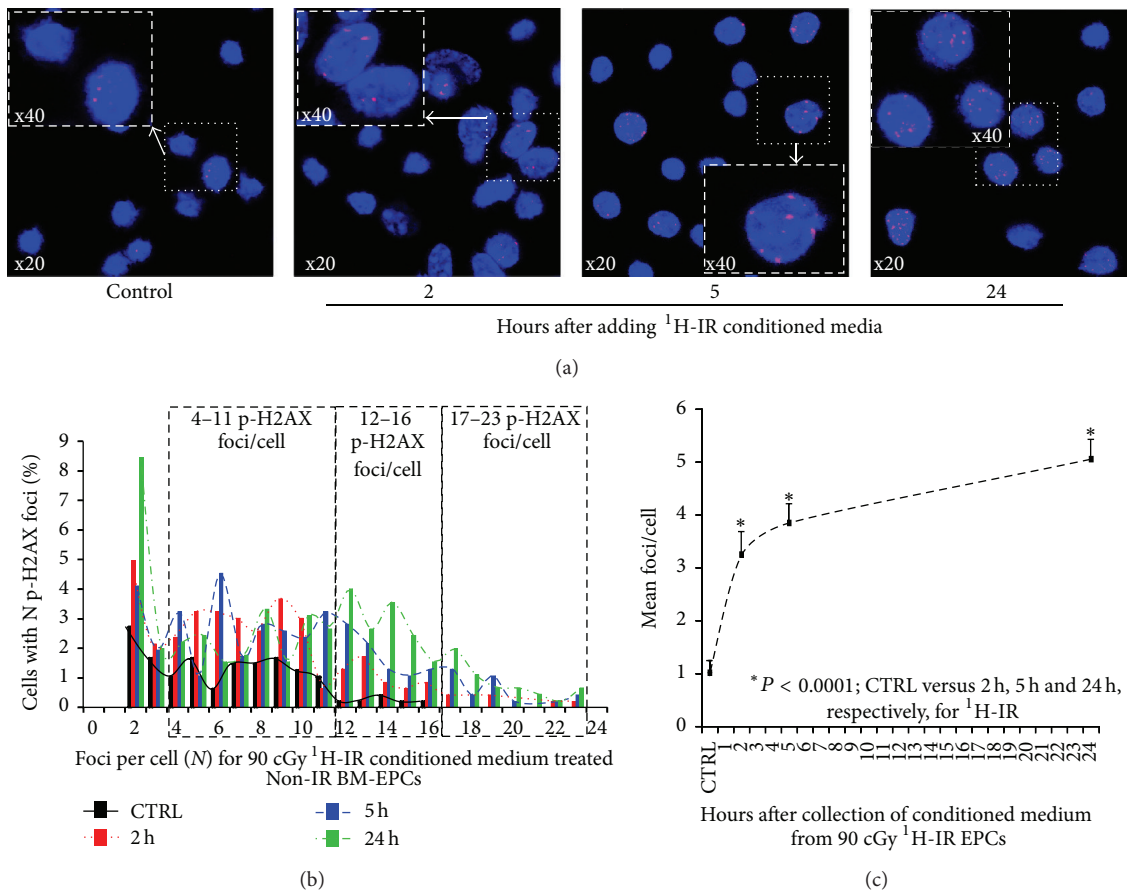 x40
x20
Control
x40
x20
2
x40
x20
5
x40
x20
24
Hours after adding ¹H-IR conditioned media
(a)
4–11 p-H2AX
foci/cell
12–16
p-H2AX
foci/cell
17–23 p-H2AX
foci/cell
Cells with N p-H2AX foci (%)
9
8
7
6
5
4
3
2
1
0
0 2 4 6 8 10 12 14 16 18 20 22 24
Foci per cell (N) for 90 cGy ¹H-IR conditioned medium treated
Non-IR BM-EPCs
CTRL
2 h
5 h
24 h
(b)
Mean foci/cell
6
5
4
3
2
1
0
*
*
*
*P < 0.0001; CTRL versus 2 h, 5 h and 24 h,
respectively, for ¹H-IR
CTRL 1 2 3 5 6 7 8 9 10 11 12 13 14 15 16 17 18 19 20 21 22 23 24
Hours after collection of conditioned medium
from 90 cGy ¹H-IR EPCs
(c)